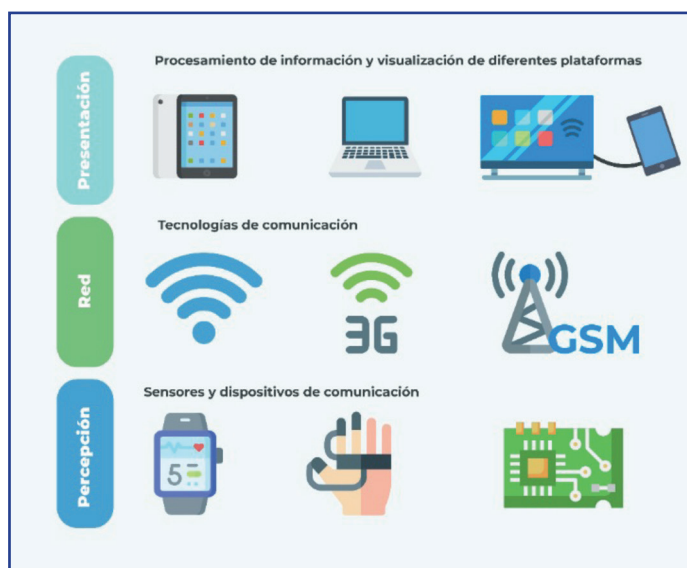 Presentación
Procesamiento de información y visualización de diferentes plataformas
Red
Tecnologías de comunicación
3G
GSM
Percepción
Sensores y dispositivos de comunicación
5